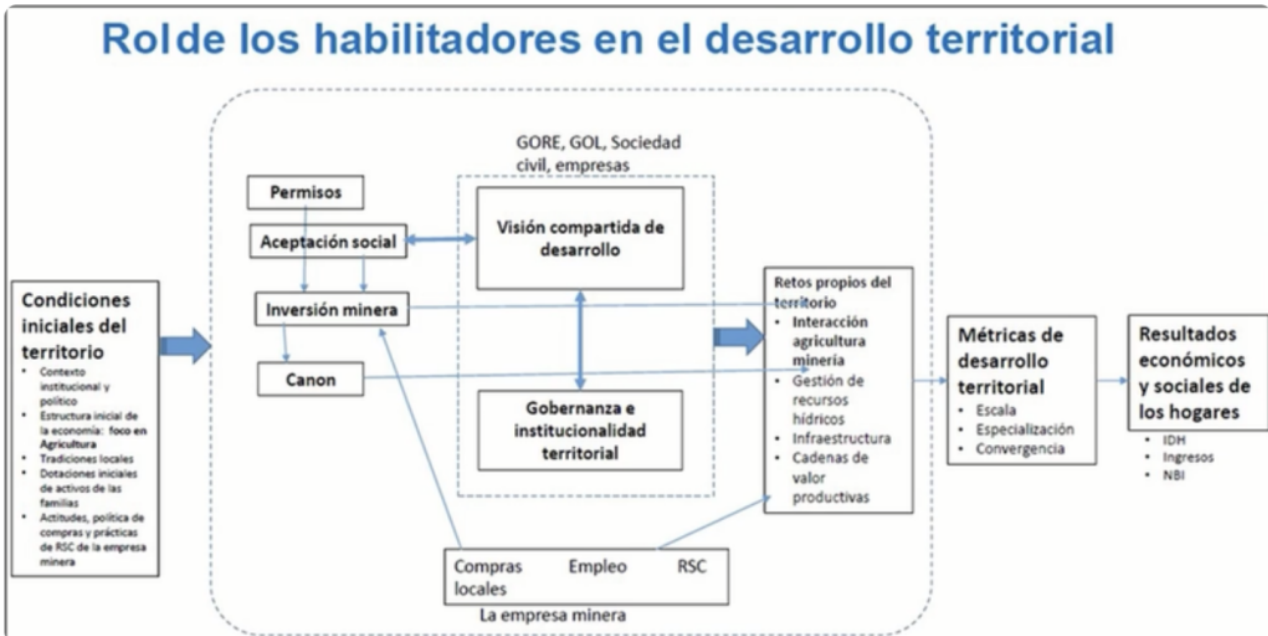 Rol de los habilitadores en el desarrollo territorial
GORE, GOL, Sociedad
civil, empresas
Permisos
Aceptación social
Inversión minera
Canon
Visión compartida de
desarrollo
Gobernanza e
institucionalidad
territorial
Condiciones
iniciales del
territorio
• Contexto
institucional y
político
• Estructura inicial de
la economía: foco en
Agricultura
• Tradiciones locales
• Dotaciones iniciales
de activos de las
familias
• Actitudes, política de
compras y prácticas
de RSC de la empresa
minera
Retos propios del
territorio
• Interacción
agricultura
minería
• Gestión de
recursos
hídricos
• Infraestructura
• Cadenas de
valor
productivas
Métricas de
desarrollo
territorial
• Escala
• Especialización
• Convergencia
Resultados
económicos
y sociales de
los hogares
• IDH
• Ingresos
• NBI
Compras Empleo RSC
locales
La empresa minera